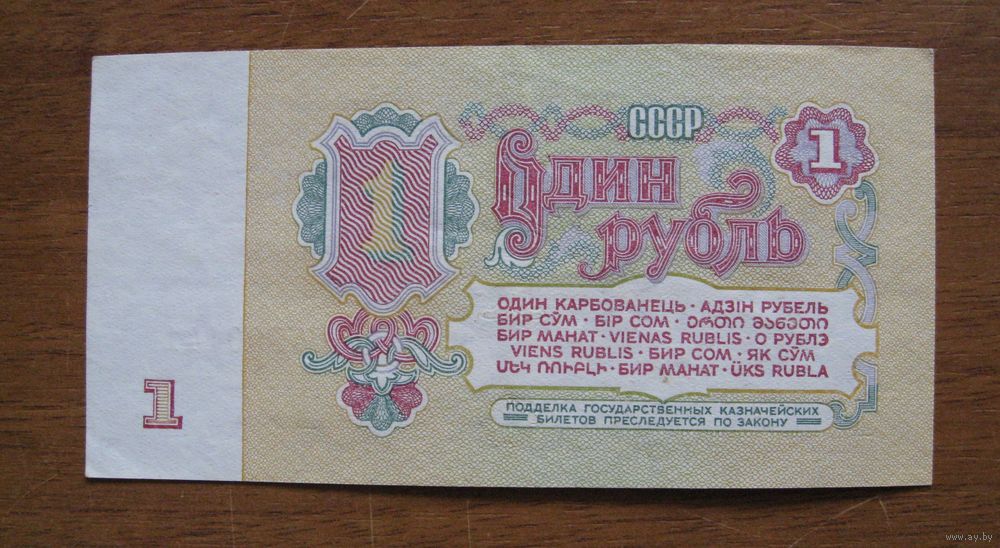 СССР
1
1
Один
рубль
ОДИН КАРБОВАНЕЦЬ · АДЗІН РУБЕЛЬ
БИР СЎМ · БІР СОМ · ᲔᲠᲗᲘ ᲛᲐᲜᲔᲗᲘ
БИР МАНАТ · VIENAS RUBLIS · О РУБЛЭ
VIENS RUBLIS · БИР СОМ · ЯК СЎМ
ՄԵԿ ՌՈՒԲԼԻ · БИР МАНАТ · ÜKS RUBLA
1
ПОДДЕЛКА ГОСУДАРСТВЕННЫХ КАЗНАЧЕЙСКИХ
БИЛЕТОВ ПРЕСЛЕДУЕТСЯ ПО ЗАКОНУ
www.ay.by